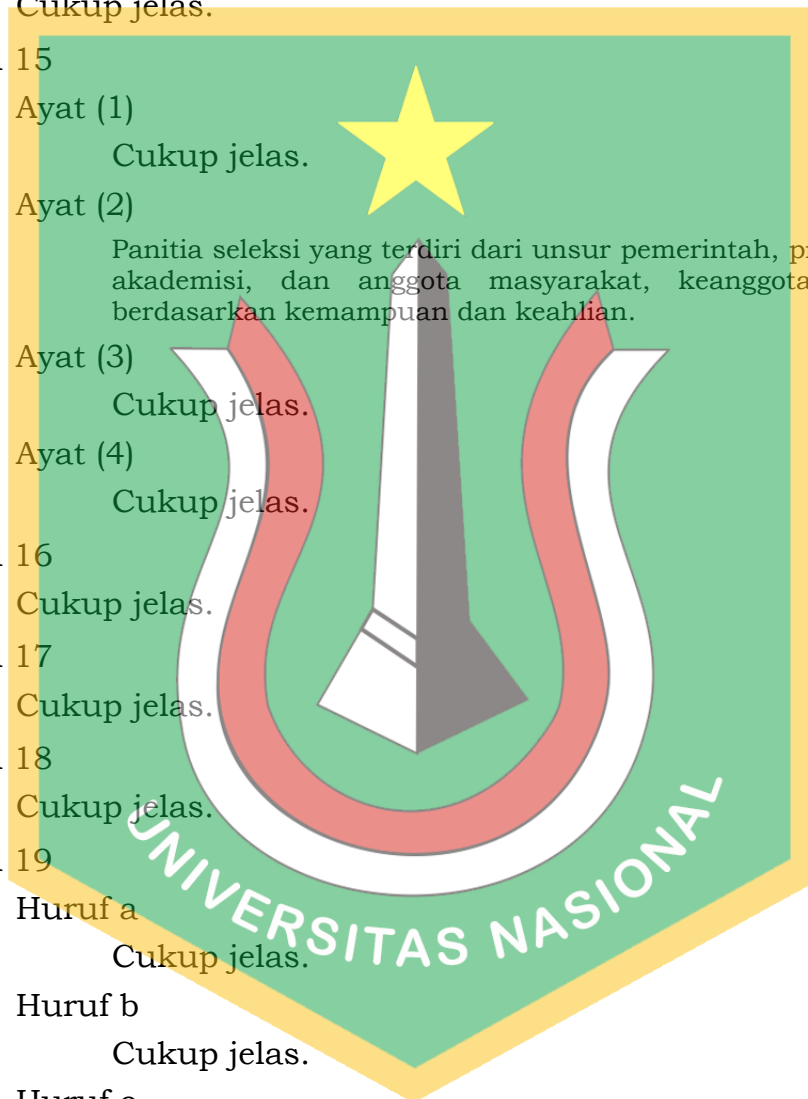 Cukup jelas.
15
Ayat (1)
Cukup jelas.
Ayat (2)
Panitia seleksi yang terdiri dari unsur pemerintah,
akademisi, dan anggota masyarakat,
berdasarkan kemampuan dan keahlian.
Ayat (3)
Cukup jelas.
Ayat (4)
Cukup jelas.
16
Cukup jelas.
17
Cukup jelas.
18
Cukup jelas.
19
Huruf a
Cukup jelas.
Huruf b
Cukup jelas.
Huruf
UNIVERSITAS NASIONAL